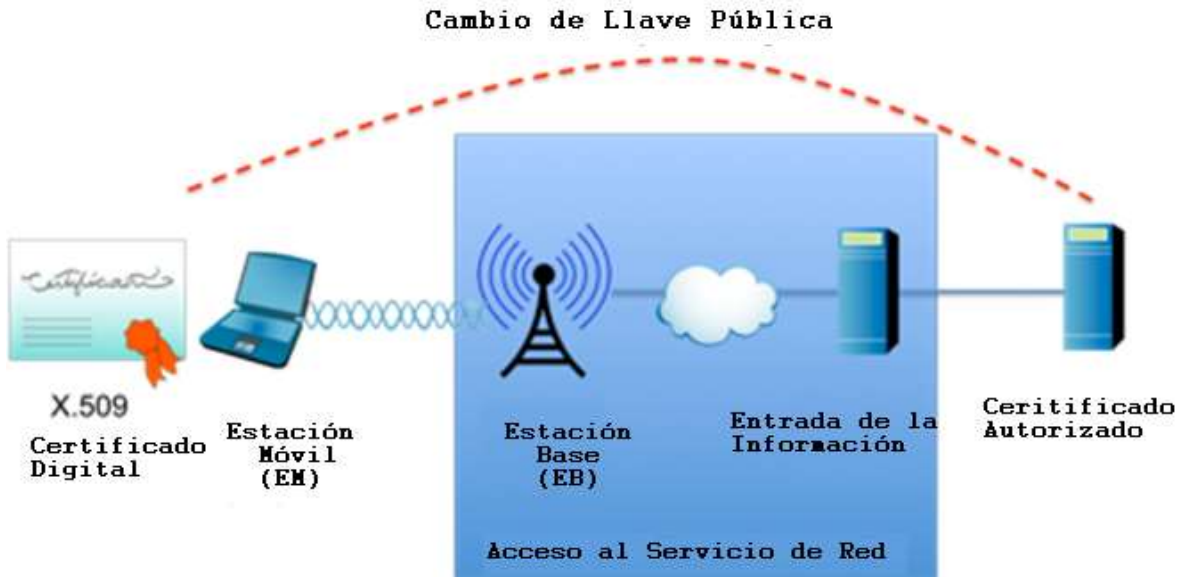 Cambio de Llave Pública
Certificado
X.509
Certificado
Digital
Estación
Móvil
(EM)
Estación
Base
(EB)
Entrada de la
Información
Ceritificado
Autorizado
Acceso al Servicio de Red